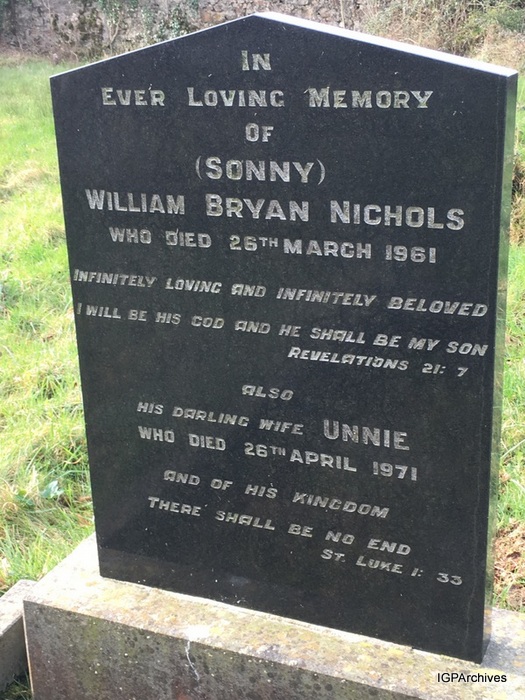 IN
EVER LOVING MEMORY
OF
(SONNY)
WILLIAM BRYAN NICHOLS
WHO DIED 26TH MARCH 1961
INFINITELY LOVING AND INFINITELY BELOVED
I WILL BE HIS GOD AND HE SHALL BE MY SON
REVELATIONS 21: 7
ALSO
HIS DARLING WIFE UNNIE
WHO DIED 26TH APRIL 1971
AND OF HIS KINGDOM
THERE SHALL BE NO END
ST. LUKE 1: 33
IGPArchives